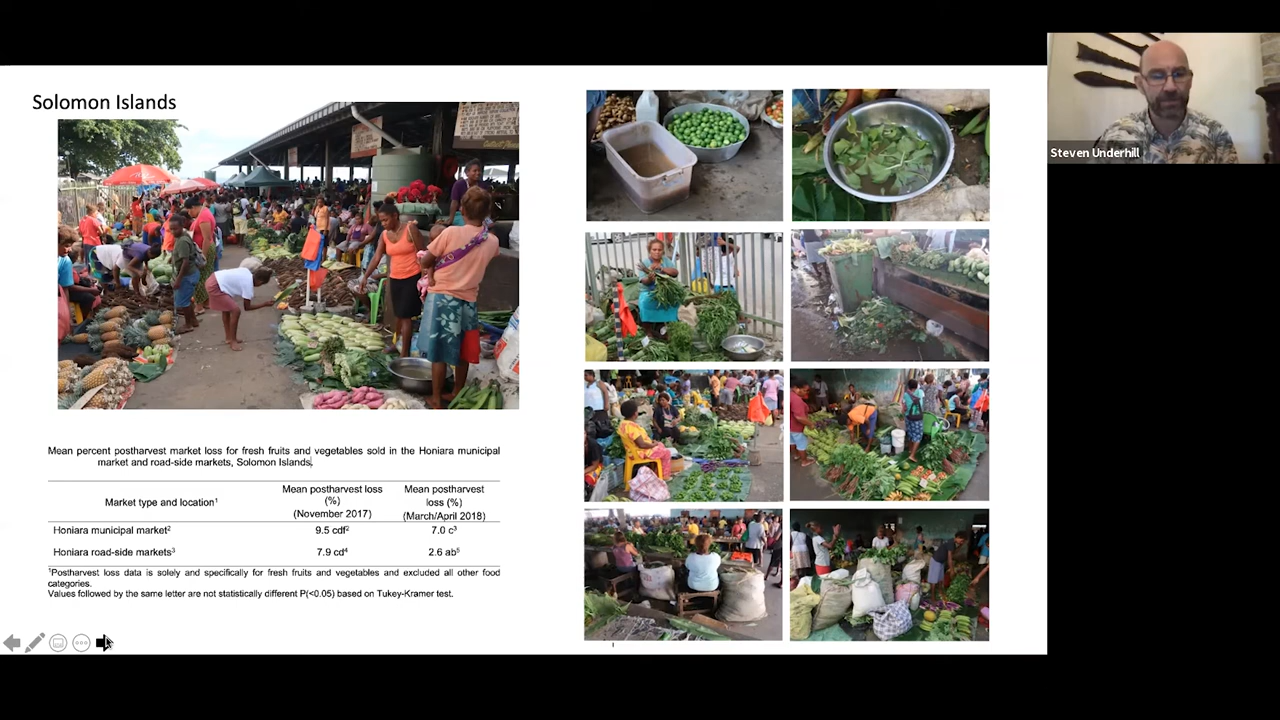 Solomon Islands
Steven Underhill
Mean percent postharvest market loss for fresh fruits and vegetables sold in the Honiara municipal
market and road-side markets, Solomon Islands.
Market type and location¹
Mean postharvest loss
(%)
(November 2017)
Mean postharvest
loss (%)
(March/April 2018)
Honiara municipal market² 9.5 cdf² 7.0 c³
Honiara road-side markets³ 7.9 cd⁴ 2.6 ab⁵
¹Postharvest loss data is solely and specifically for fresh fruits and vegetables and excluded all other food
categories.
Values followed by the same letter are not statistically different P(<0.05) based on Tukey-Kramer test.